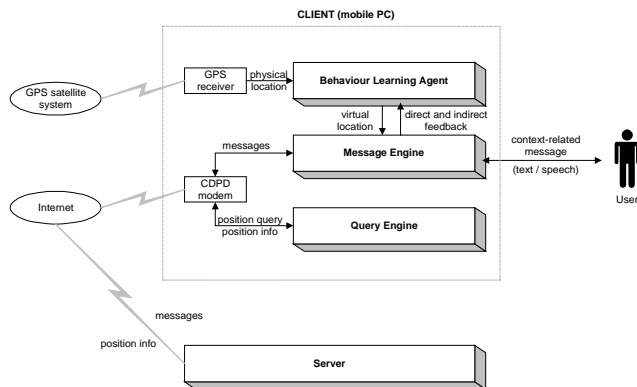 CLIENT (mobile PC)
GPS satellite
system
GPS
receiver
physical
location
Behaviour Learning Agent
virtual
location
direct and indirect
feedback
messages
Message Engine
context-related
message
(text / speech)
User
CDPD
modem
Internet
position query
position info
Query Engine
messages
position info
Server